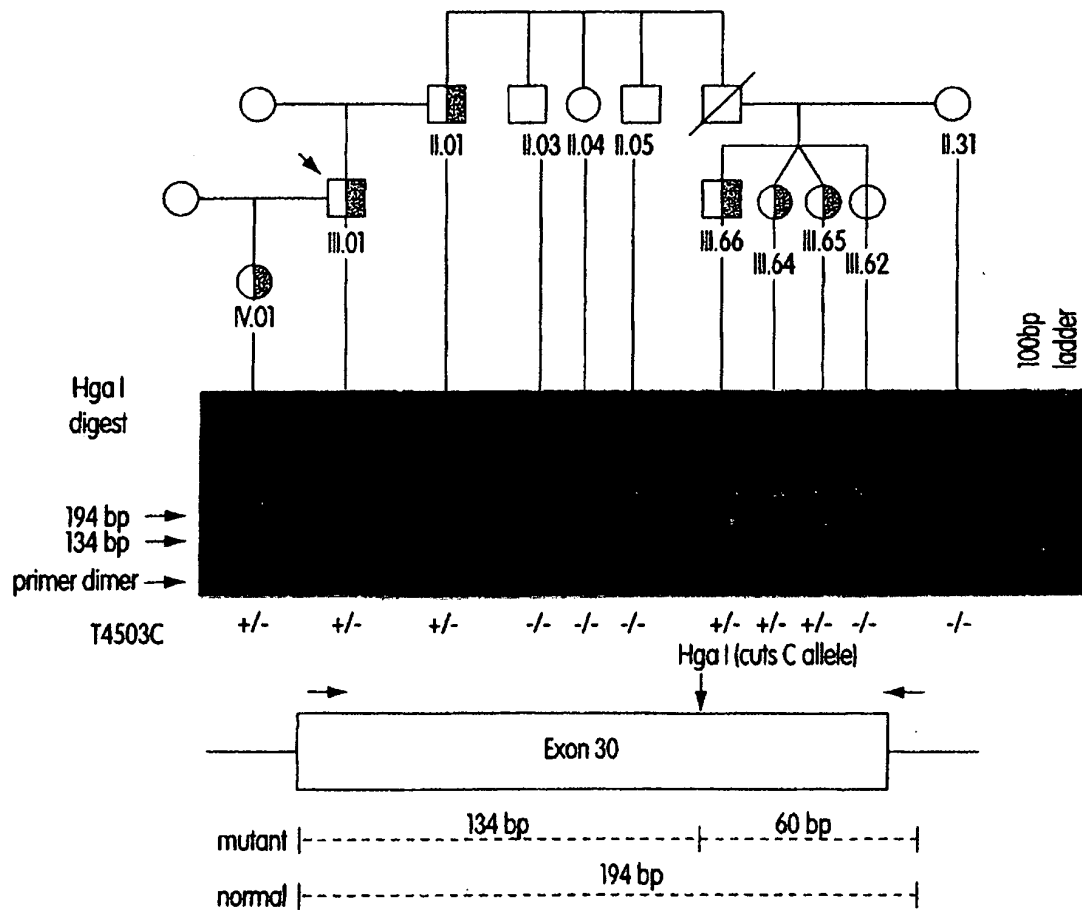 II.01 II.03 II.04 II.05 II.31
III.01 III.66 III.64 III.65 III.62
IV.01
100bp ladder
Hga I
digest
194 bp
134 bp
primer dimer
T4503C +/- +/- +/- -/- -/- -/- +/- +/- +/- -/- -/-
Hga I (cuts C allele)
Exon 30
134 bp 60 bp
mutant
194 bp
normal